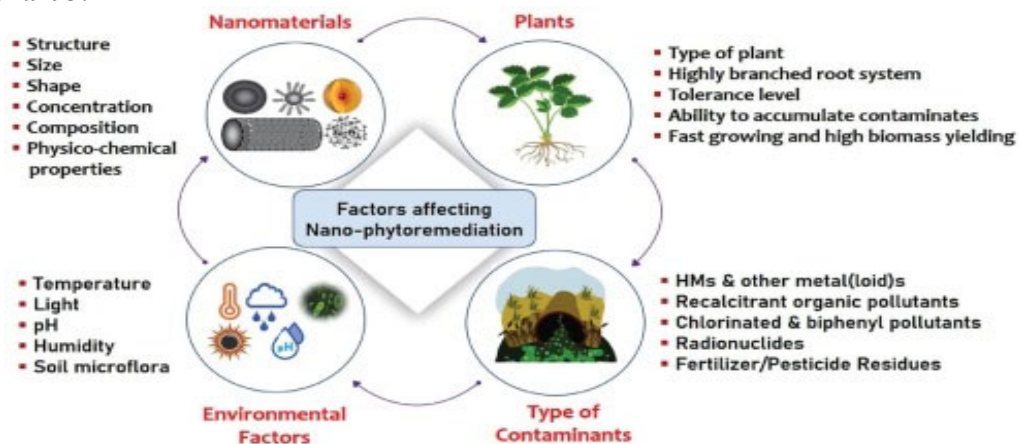 Nanomaterials
Plants
▪ Structure
▪ Size
▪ Shape
▪ Concentration
▪ Composition
▪ Physico-chemical
properties
▪ Type of plant
▪ Highly branched root system
▪ Tolerance level
▪ Ability to accumulate contaminates
▪ Fast growing and high biomass yielding
Factors affecting
Nano-phytoremediation
▪ Temperature
▪ Light
▪ pH
▪ Humidity
▪ Soil microflora
pH
▪ HMs & other metal(loid)s
▪ Recalcitrant organic pollutants
▪ Chlorinated & biphenyl pollutants
▪ Radionuclides
▪ Fertilizer/Pesticide Residues
Environmental
Factors
Type of
Contaminants